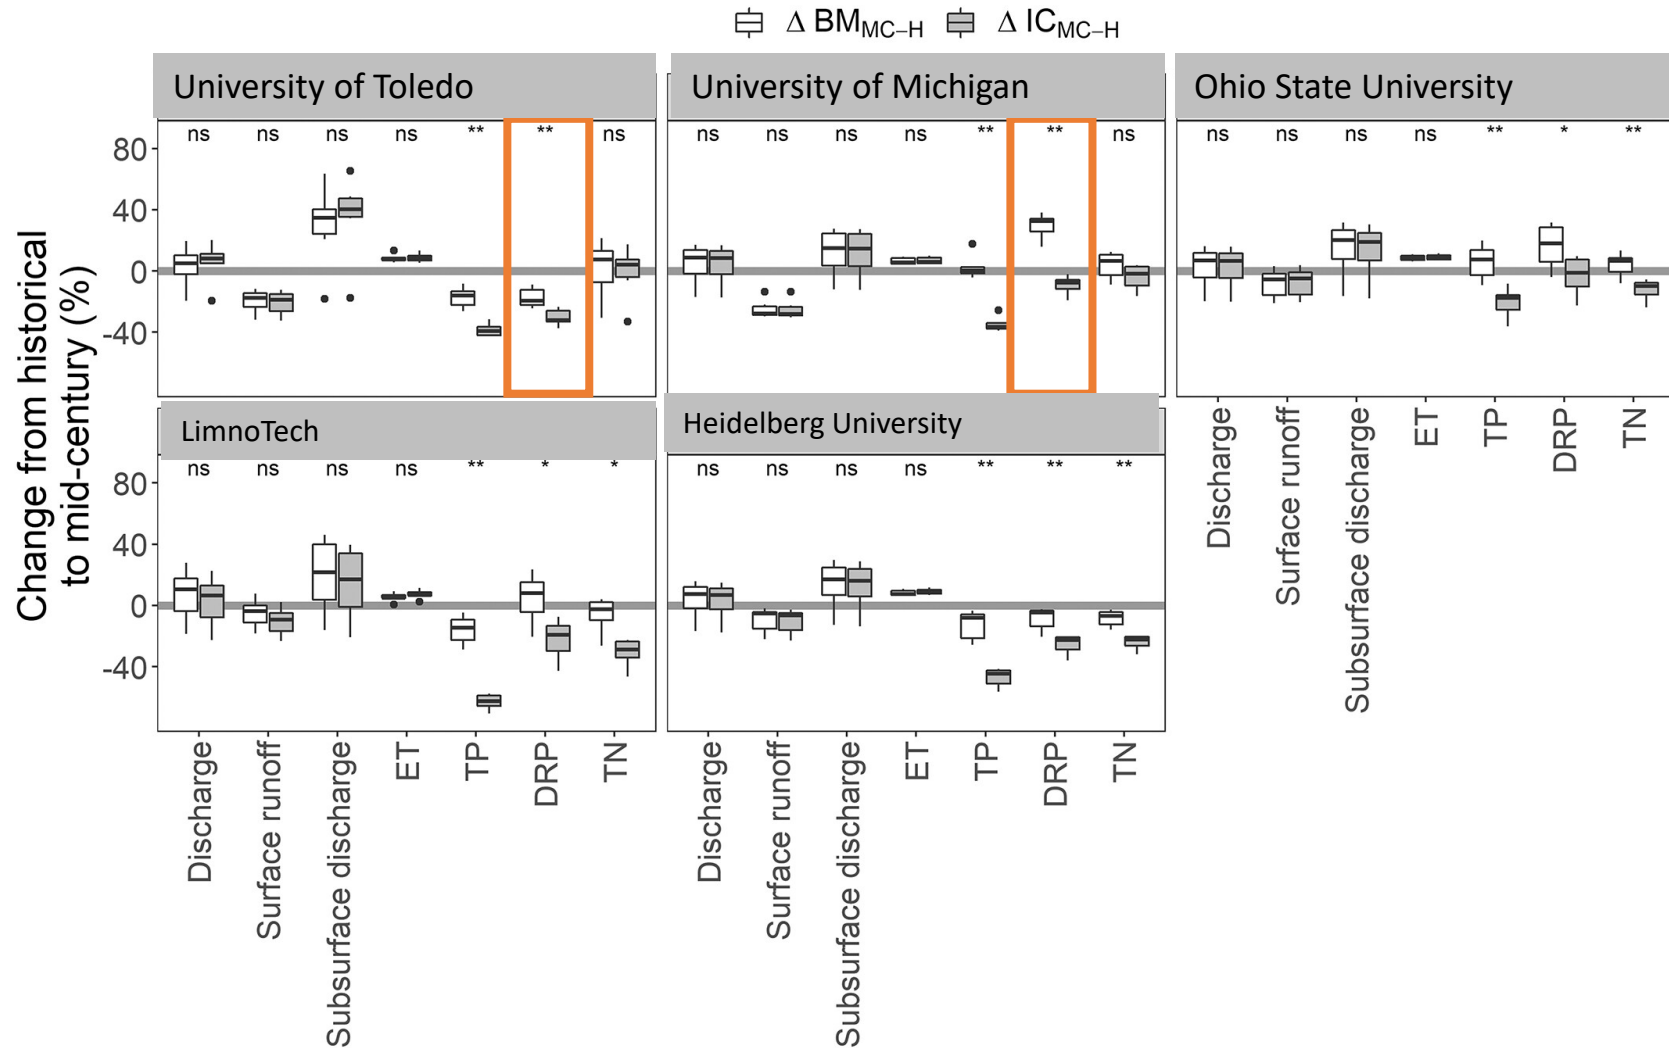 Δ BMMC–H Δ ICMC–H
University of Toledo
University of Michigan
Ohio State University
ns ns ns ns ** ** ns
ns ns ns ns ** ** ns
ns ns ns ns ** * **
80
40
0
-40
Change from historical
to mid-century (%)
LimnoTech
Heidelberg University
ns ns ns ns ** * *
ns ns ns ns ** ** **
80
40
0
-40
Discharge
Surface runoff
Subsurface discharge
ET
TP
DRP
TN
Discharge
Surface runoff
Subsurface discharge
ET
TP
DRP
TN
Discharge
Surface runoff
Subsurface discharge
ET
TP
DRP
TN